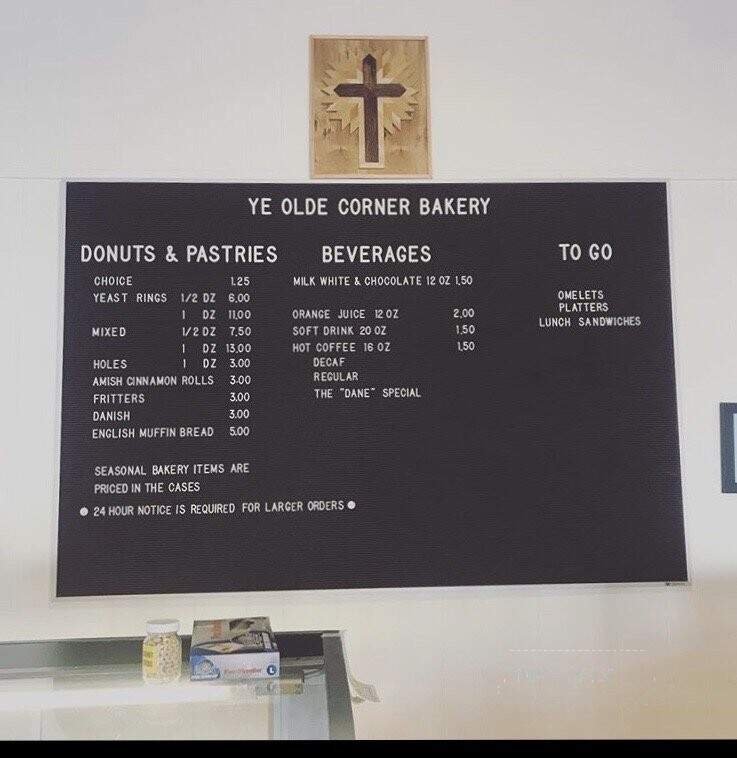 YE OLDE CORNER BAKERY
DONUTS & PASTRIES
CHOICE 1.25
YEAST RINGS 1/2 DZ 6.00
1 DZ 11.00
MIXED 1/2 DZ 7.50
1 DZ 13.00
HOLES 1 DZ 3.00
AMISH CINNAMON ROLLS 3.00
FRITTERS 3.00
DANISH 3.00
ENGLISH MUFFIN BREAD 5.00
SEASONAL BAKERY ITEMS ARE
PRICED IN THE CASES
● 24 HOUR NOTICE IS REQUIRED FOR LARGER ORDERS ●
BEVERAGES
MILK WHITE & CHOCOLATE 12 OZ 1.50
ORANGE JUICE 12 OZ 2.00
SOFT DRINK 20 OZ 1.50
HOT COFFEE 16 OZ 1.50
DECAF
REGULAR
THE "DANE" SPECIAL
TO GO
OMELETS
PLATTERS
LUNCH SANDWICHES